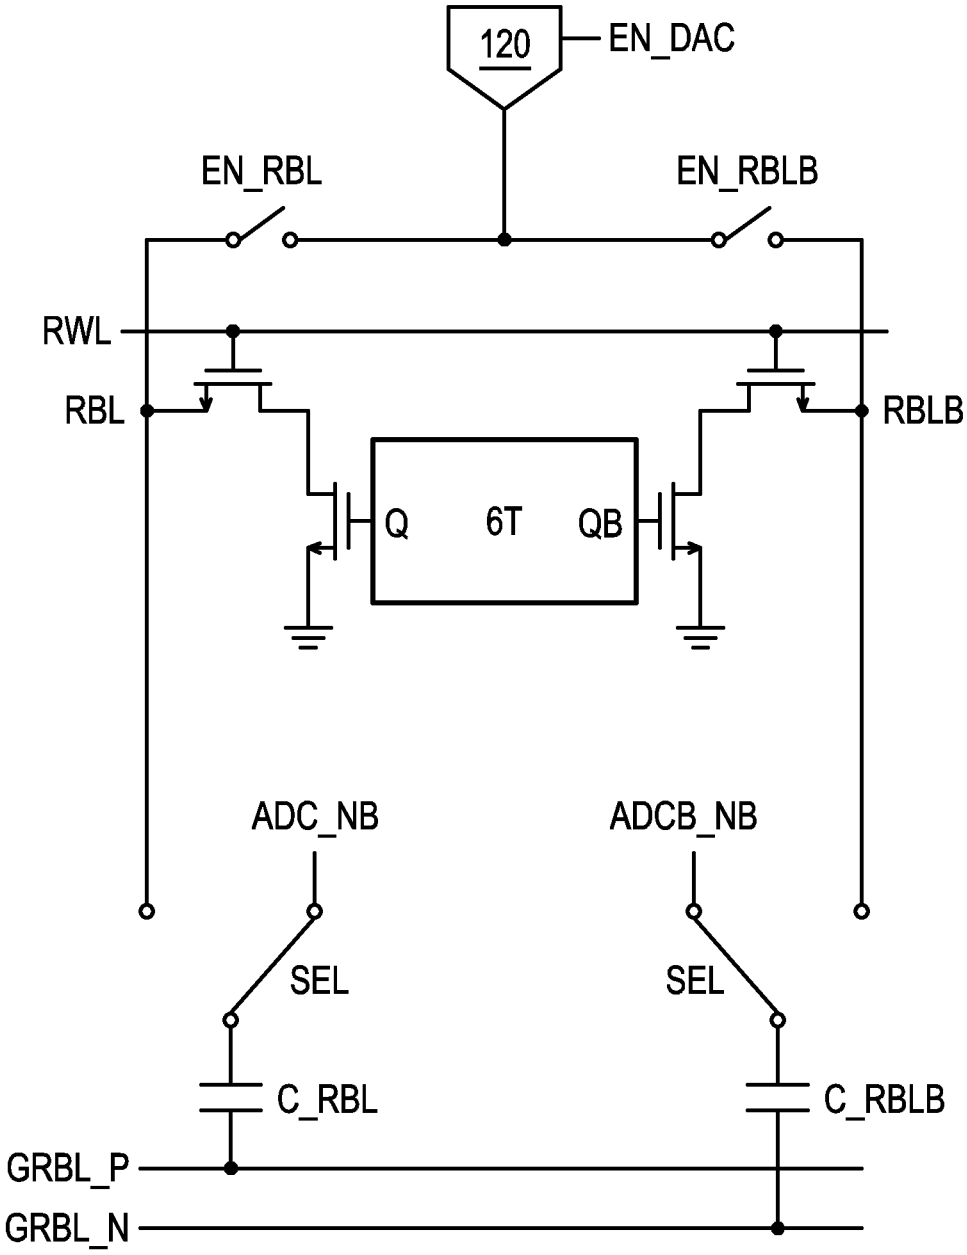 120
EN_DAC
EN_RBL
EN_RBLB
RWL
RBL
RBLB
Q
6T
QB
ADC_NB
ADCB_NB
SEL
SEL
C_RBL
C_RBLB
GRBL_P
GRBL_N